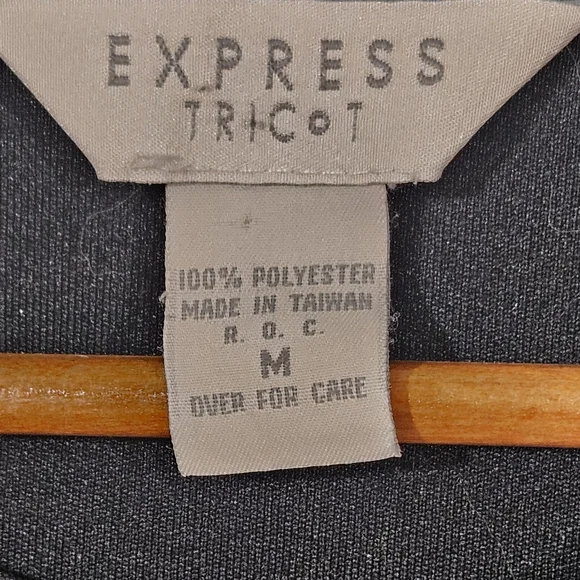 EXPRESS
TRICOT
100% POLYESTER
MADE IN TAIWAN
R. O. C.
M
OVER FOR CARE